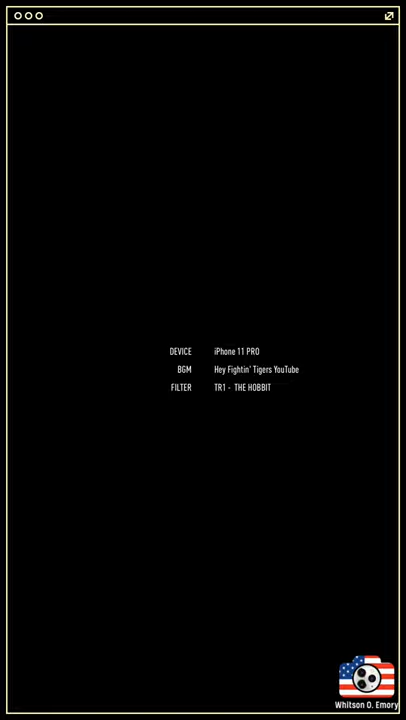 DEVICE iPhone 11 PRO
BGM Hey Fightin' Tigers YouTube
FILTER TR1 - THE HOBBIT
Whitson O. Emory